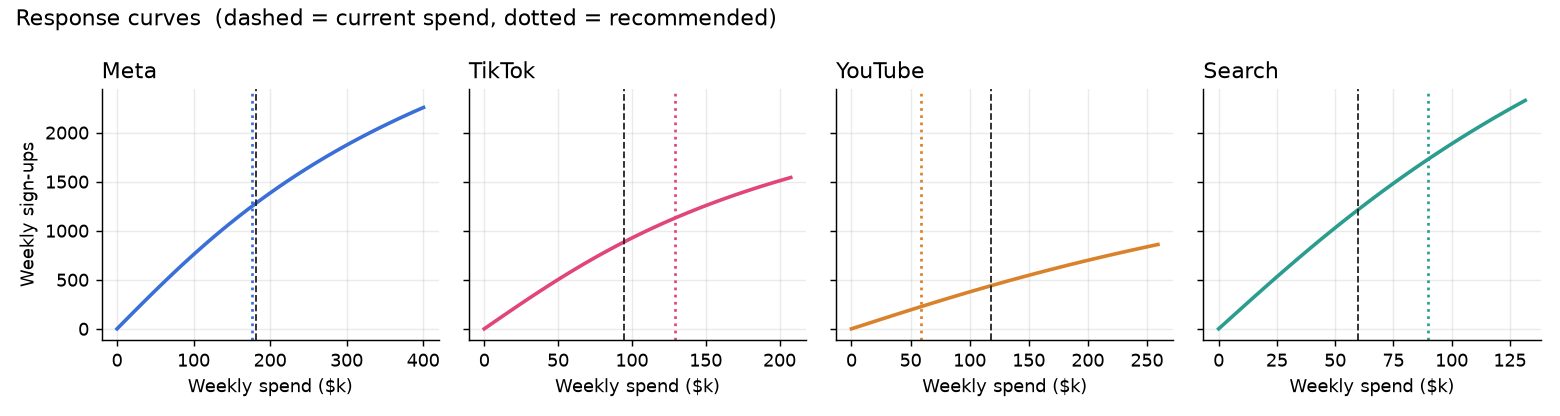 Response curves  (dashed = current spend, dotted = recommended)
Meta
TikTok
YouTube
Search
Weekly sign-ups
2000
1500
1000
500
0
0 100 200 300 400
0 50 100 150 200
0 50 100 150 200 250
0 25 50 75 100 125
Weekly spend ($k)
Weekly spend ($k)
Weekly spend ($k)
Weekly spend ($k)